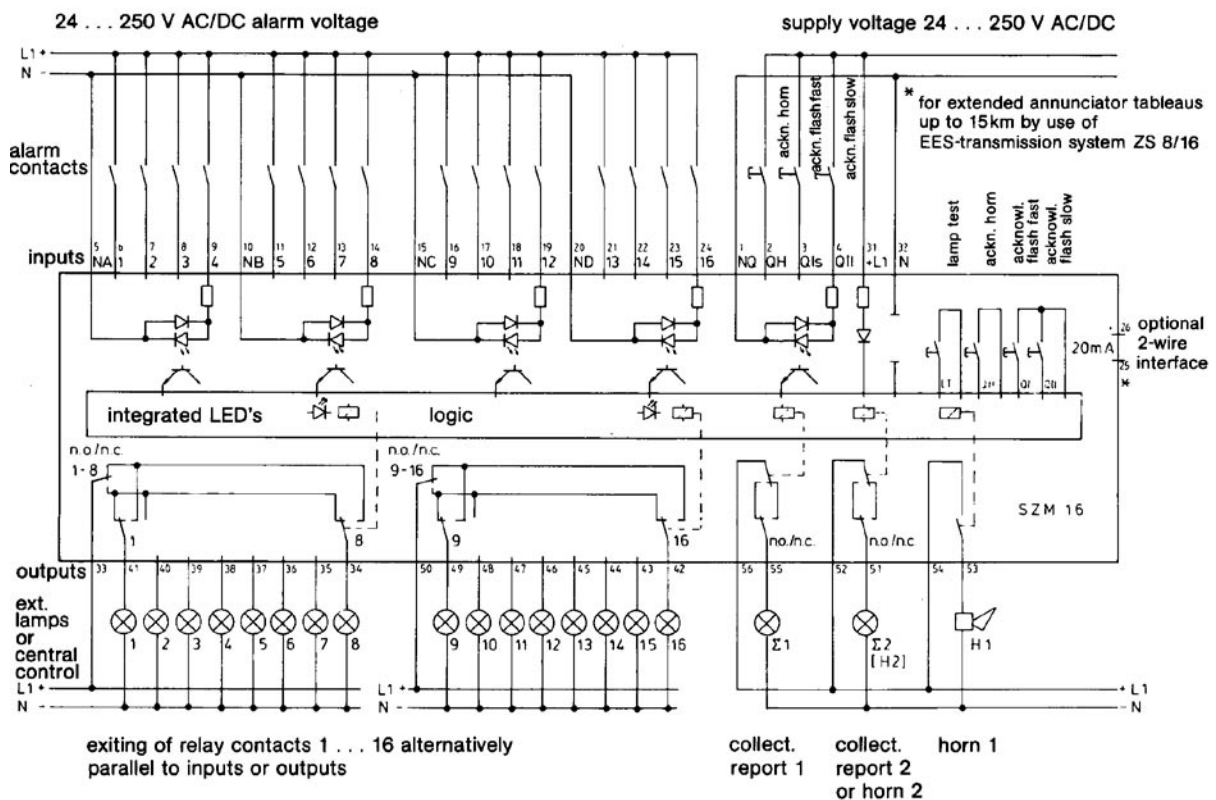 24 ... 250 V AC/DC alarm voltage
supply voltage 24 ... 250 V AC/DC
L1 +
N -
* for extended annunciator tableaus
up to 15km by use of
EES-transmission system ZS 8/16
alarm
contacts
ackn. horn
ackn. flash fast
ackn. flash slow
lamp test
ackn. horn
acknowl.
flash fast
acknowl.
flash slow
5 6 7 8 9 10 11 12 13 14 15 16 17 18 19 20 21 22 23 24 1 2 3 4 31 32
inputs NA 1 2 3 4 NB 5 6 7 8 NC 9 10 11 12 ND 13 14 15 16 NQ QH QIs QII +L1 N
26
20mA
25
optional
2-wire
interface
*
LT
QI QII
integrated LED's
logic
n.o/n.c.
1-8
n.o/n.c.
9-16
SZM 16
1 8 9 16
n.o./n.c. n.o/n.c.
outputs 33 41 40 39 38 37 36 35 34 50 49 48 47 46 45 44 43 42 56 55 52 51 54 53
ext.
lamps
or
central
control
1 2 3 4 5 6 7 8 9 10 11 12 13 14 15 16 Σ1 Σ2 H1
[H2]
L1 + L1 + + L1
N - N - - N
exiting of relay contacts 1 ... 16 alternatively
parallel to inputs or outputs
collect.
report 1
collect.
report 2
or horn 2
horn 1